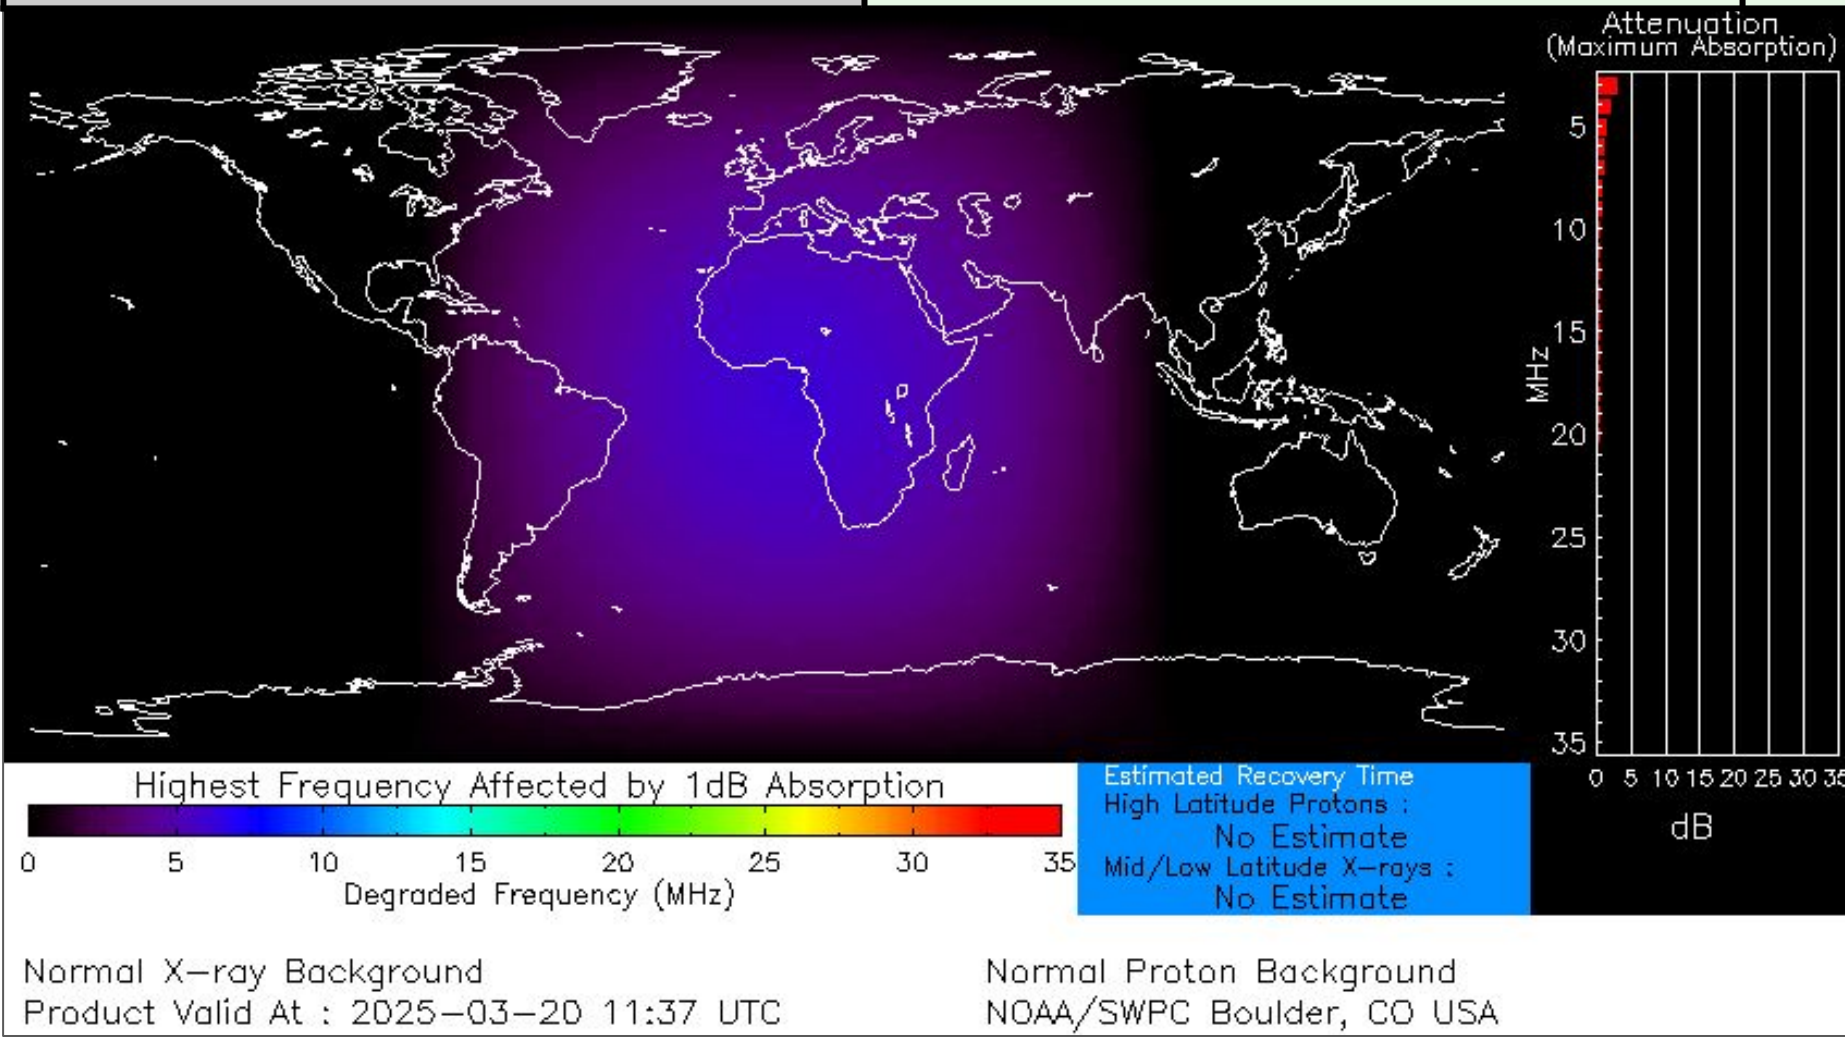 Attenuation
(Maximum Absorption)
5
10
15
20
25
30
35
MHz
0 5 10 15 20 25 30 35
dB
Highest Frequency Affected by 1dB Absorption
0 5 10 15 20 25 30 35
Degraded Frequency (MHz)
Estimated Recovery Time
High Latitude Protons :
No Estimate
Mid/Low Latitude X-rays :
No Estimate
Normal X-ray Background
Product Valid At : 2025-03-20 11:37 UTC
Normal Proton Background
NOAA/SWPC Boulder, CO USA